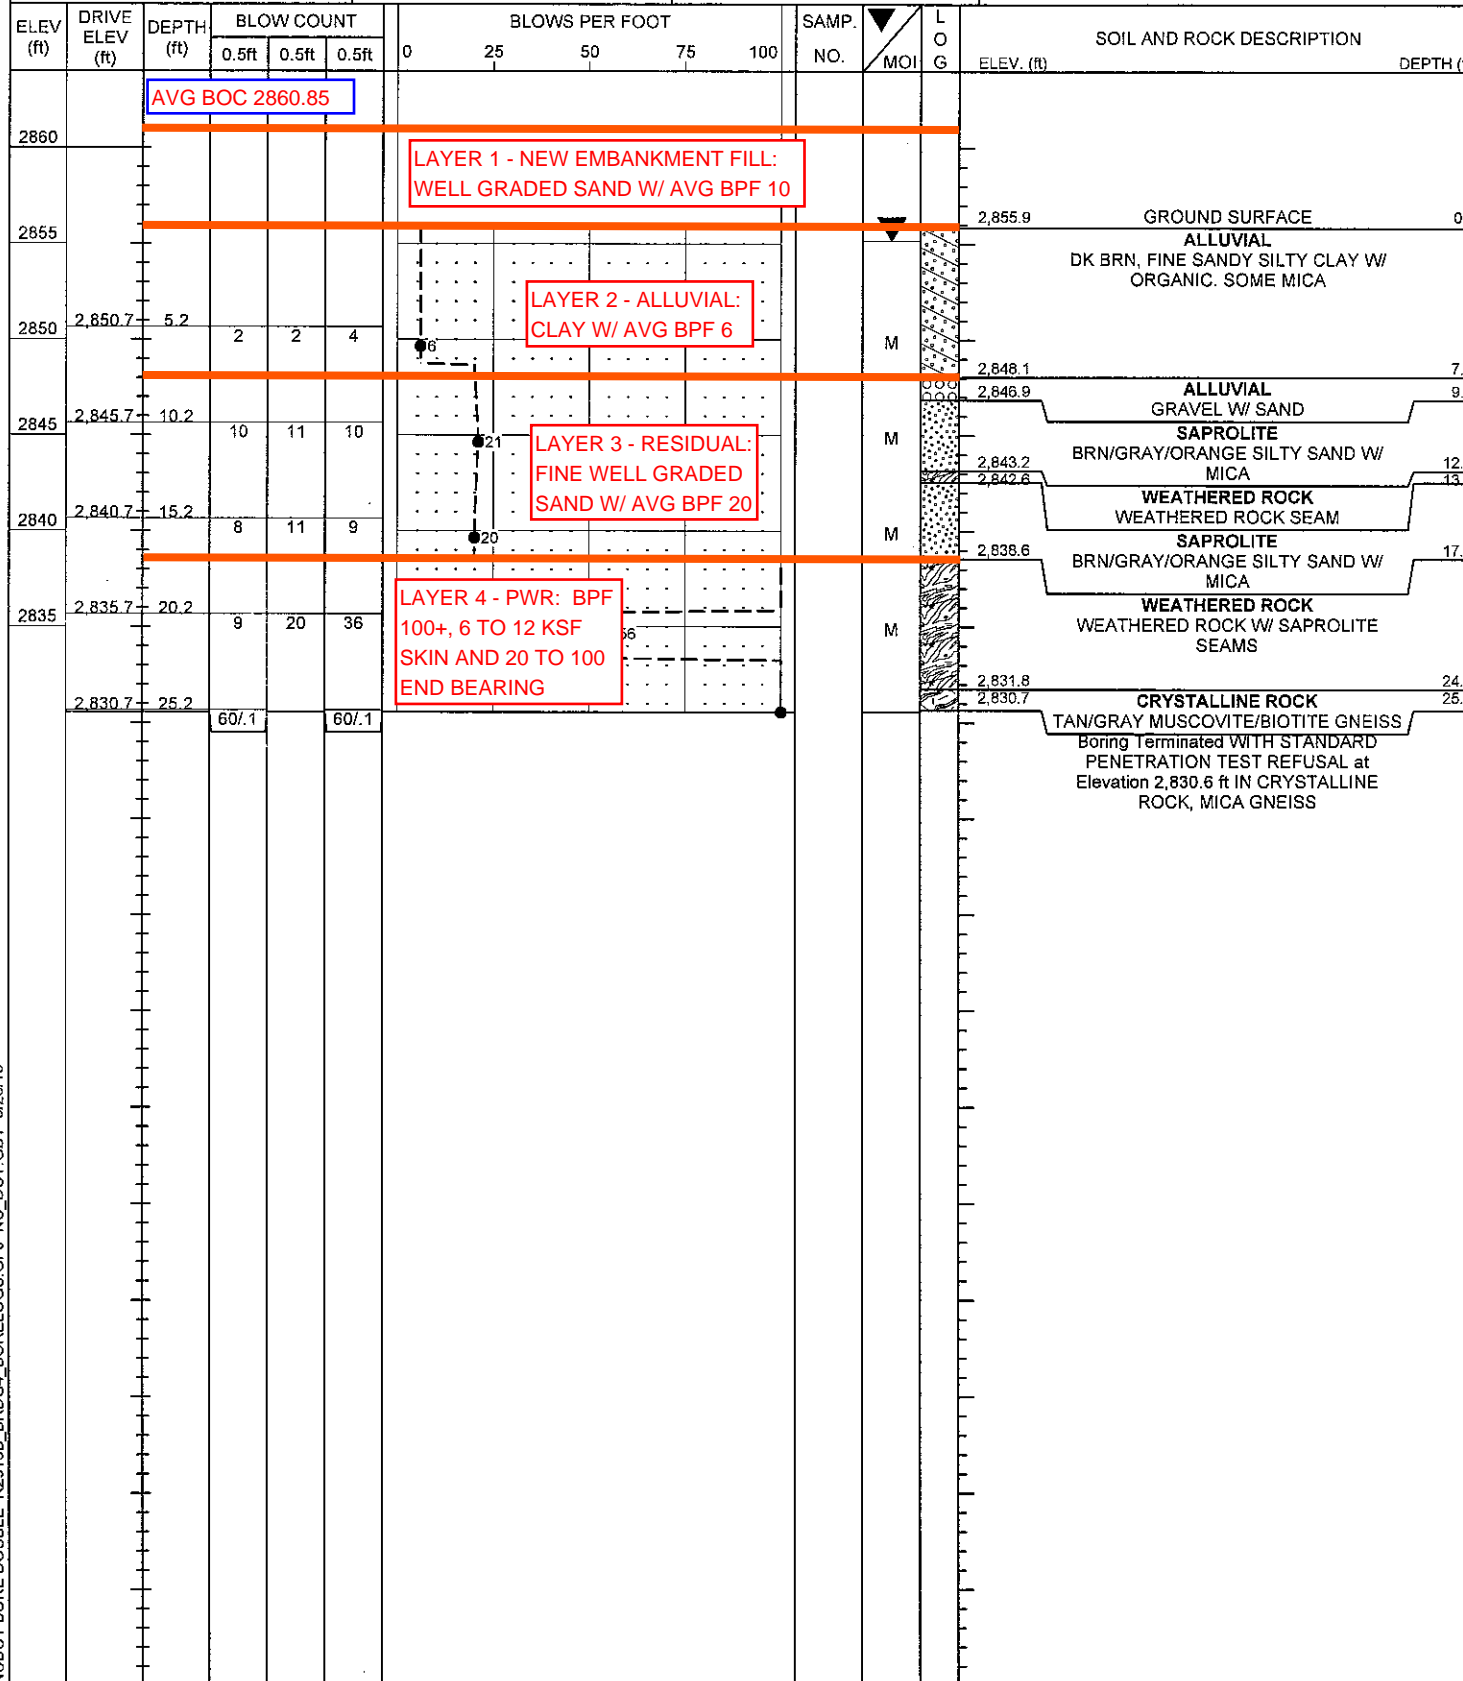 ELEV (ft)
DRIVE ELEV (ft)
DEPTH (ft)
BLOW COUNT
0.5ft 0.5ft 0.5ft
BLOWS PER FOOT
0 25 50 75 100
SAMP. NO.
MOI
LOG
SOIL AND ROCK DESCRIPTION
ELEV. (ft)
DEPTH (
AVG BOC 2860.85
2860
LAYER 1 - NEW EMBANKMENT FILL:
WELL GRADED SAND W/ AVG BPF 10
2,855.9 GROUND SURFACE 0
2855
ALLUVIAL
DK BRN, FINE SANDY SILTY CLAY W/
ORGANIC. SOME MICA
LAYER 2 - ALLUVIAL:
CLAY W/ AVG BPF 6
2850
2,850.7 5.2
2 2 4
6
M
2,848.1 7.
2,846.9 9.
ALLUVIAL
GRAVEL W/ SAND
2845
2,845.7 10.2
10 11 10
21
M
LAYER 3 - RESIDUAL:
FINE WELL GRADED
SAND W/ AVG BPF 20
SAPROLITE
BRN/GRAY/ORANGE SILTY SAND W/
MICA
2,843.2 12.
2,842.6 13.
WEATHERED ROCK
WEATHERED ROCK SEAM
2840
2,840.7 15.2
8 11 9
20
M
2,838.6 17.
SAPROLITE
BRN/GRAY/ORANGE SILTY SAND W/
MICA
LAYER 4 - PWR: BPF
100+, 6 TO 12 KSF
SKIN AND 20 TO 100
END BEARING
2835
2,835.7 20.2
9 20 36
56
M
WEATHERED ROCK
WEATHERED ROCK W/ SAPROLITE
SEAMS
2,831.8 24.
2,830.7 25.
2,830.7 25.2
60/.1 60/.1
CRYSTALLINE ROCK
TAN/GRAY MUSCOVITE/BIOTITE GNEISS
Boring Terminated WITH STANDARD
PENETRATION TEST REFUSAL at
Elevation 2,830.6 ft IN CRYSTALLINE
ROCK, MICA GNEISS